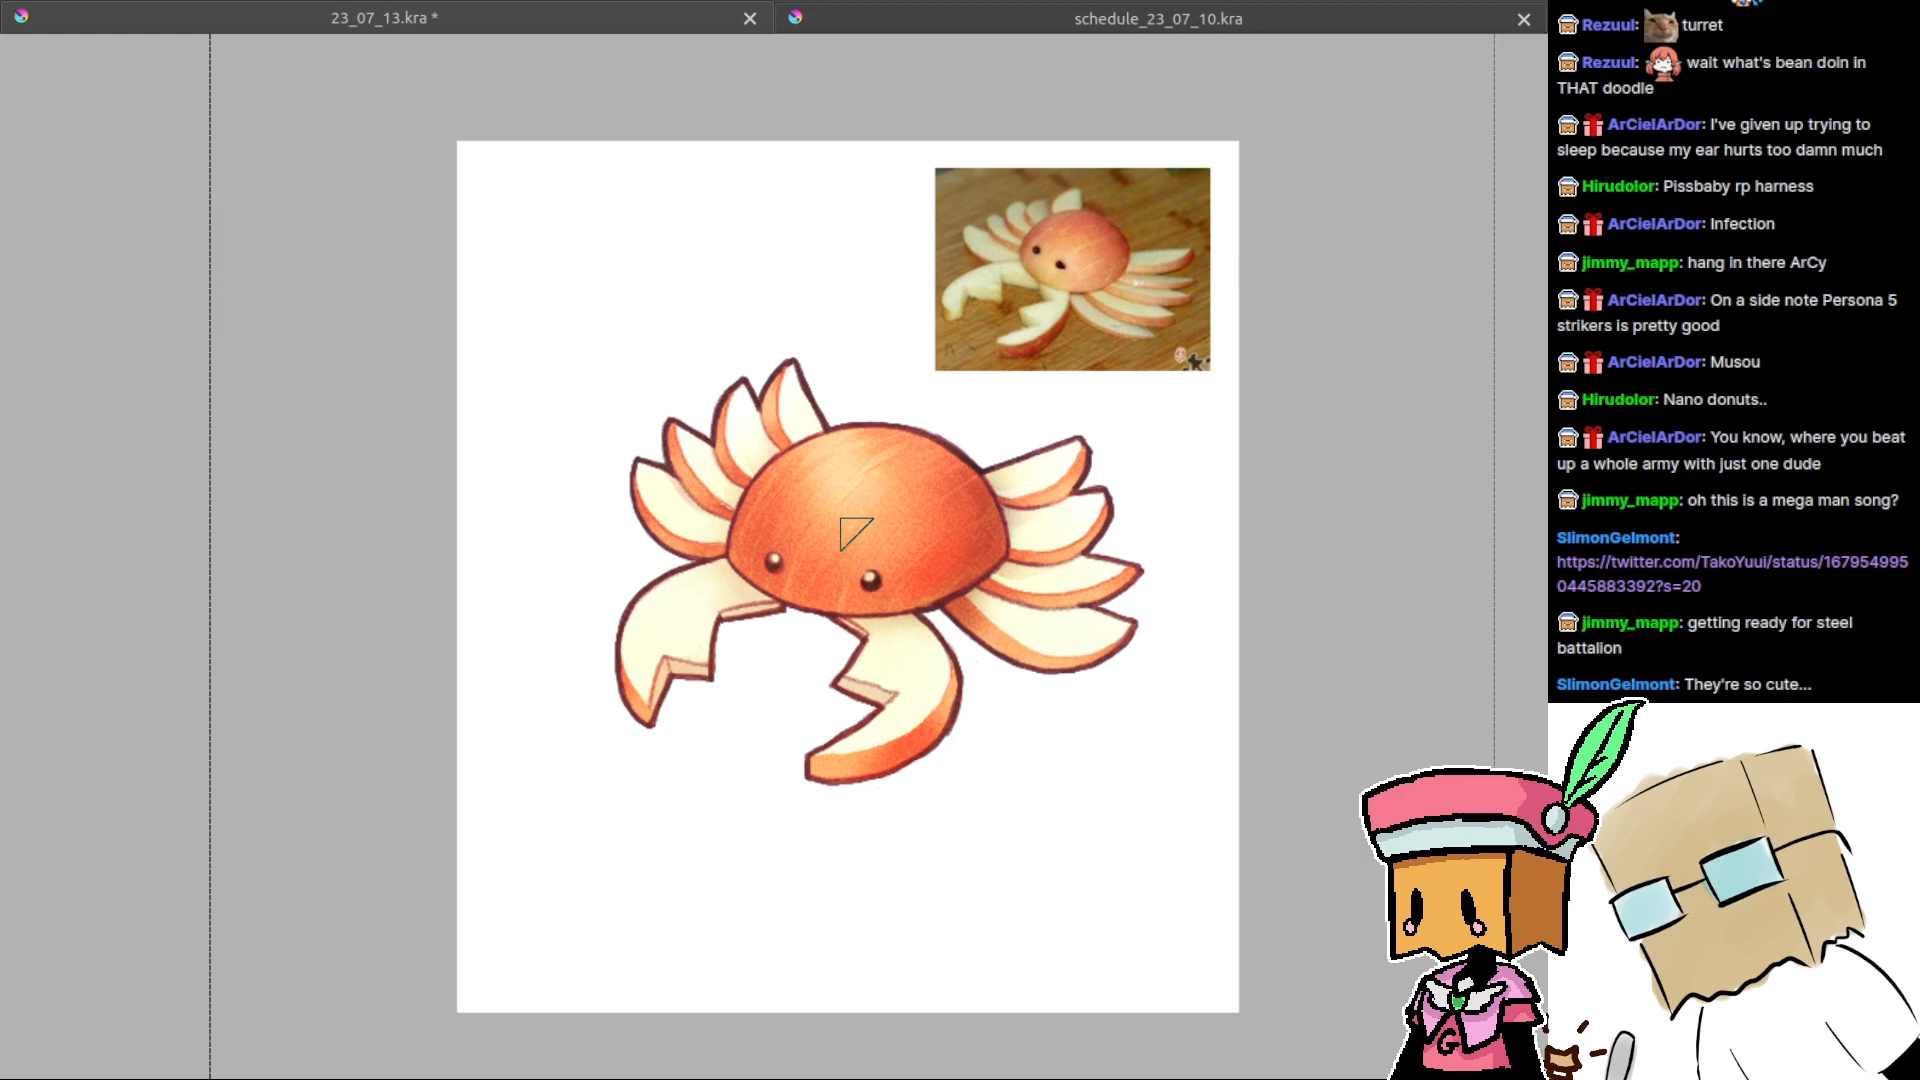 23_07_13.kra *
schedule_23_07_10.kra
Rezuul: turret
Rezuul: wait what's bean doin in
THAT doodle
ArCielArDor: I've given up trying to
sleep because my ear hurts too damn much
Hirudolor: Pissbaby rp harness
ArCielArDor: Infection
jimmy_mapp: hang in there ArCy
ArCielArDor: On a side note Persona 5
strikers is pretty good
ArCielArDor: Musou
Hirudolor: Nano donuts..
ArCielArDor: You know, where you beat
up a whole army with just one dude
jimmy_mapp: oh this is a mega man song?
SlimonGelmont:
https://twitter.com/TakoYuui/status/167954995
0445883392?s=20
jimmy_mapp: getting ready for steel
battalion
SlimonGelmont: They're so cute...
G